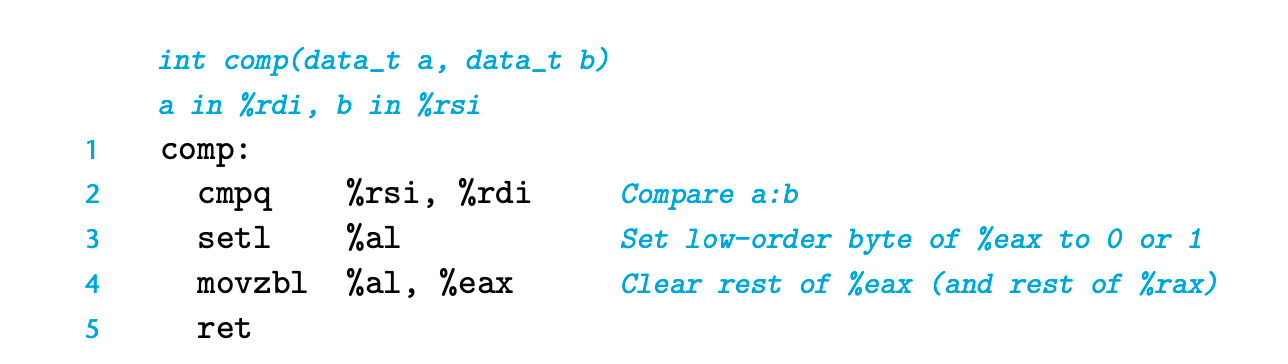 int comp(data_t a, data_t b)
a in %rdi, b in %rsi
1 comp:
2 cmpq %rsi, %rdi Compare a:b
3 setl %al Set low-order byte of %eax to 0 or 1
4 movzbl %al, %eax Clear rest of %eax (and rest of %rax)
5 ret